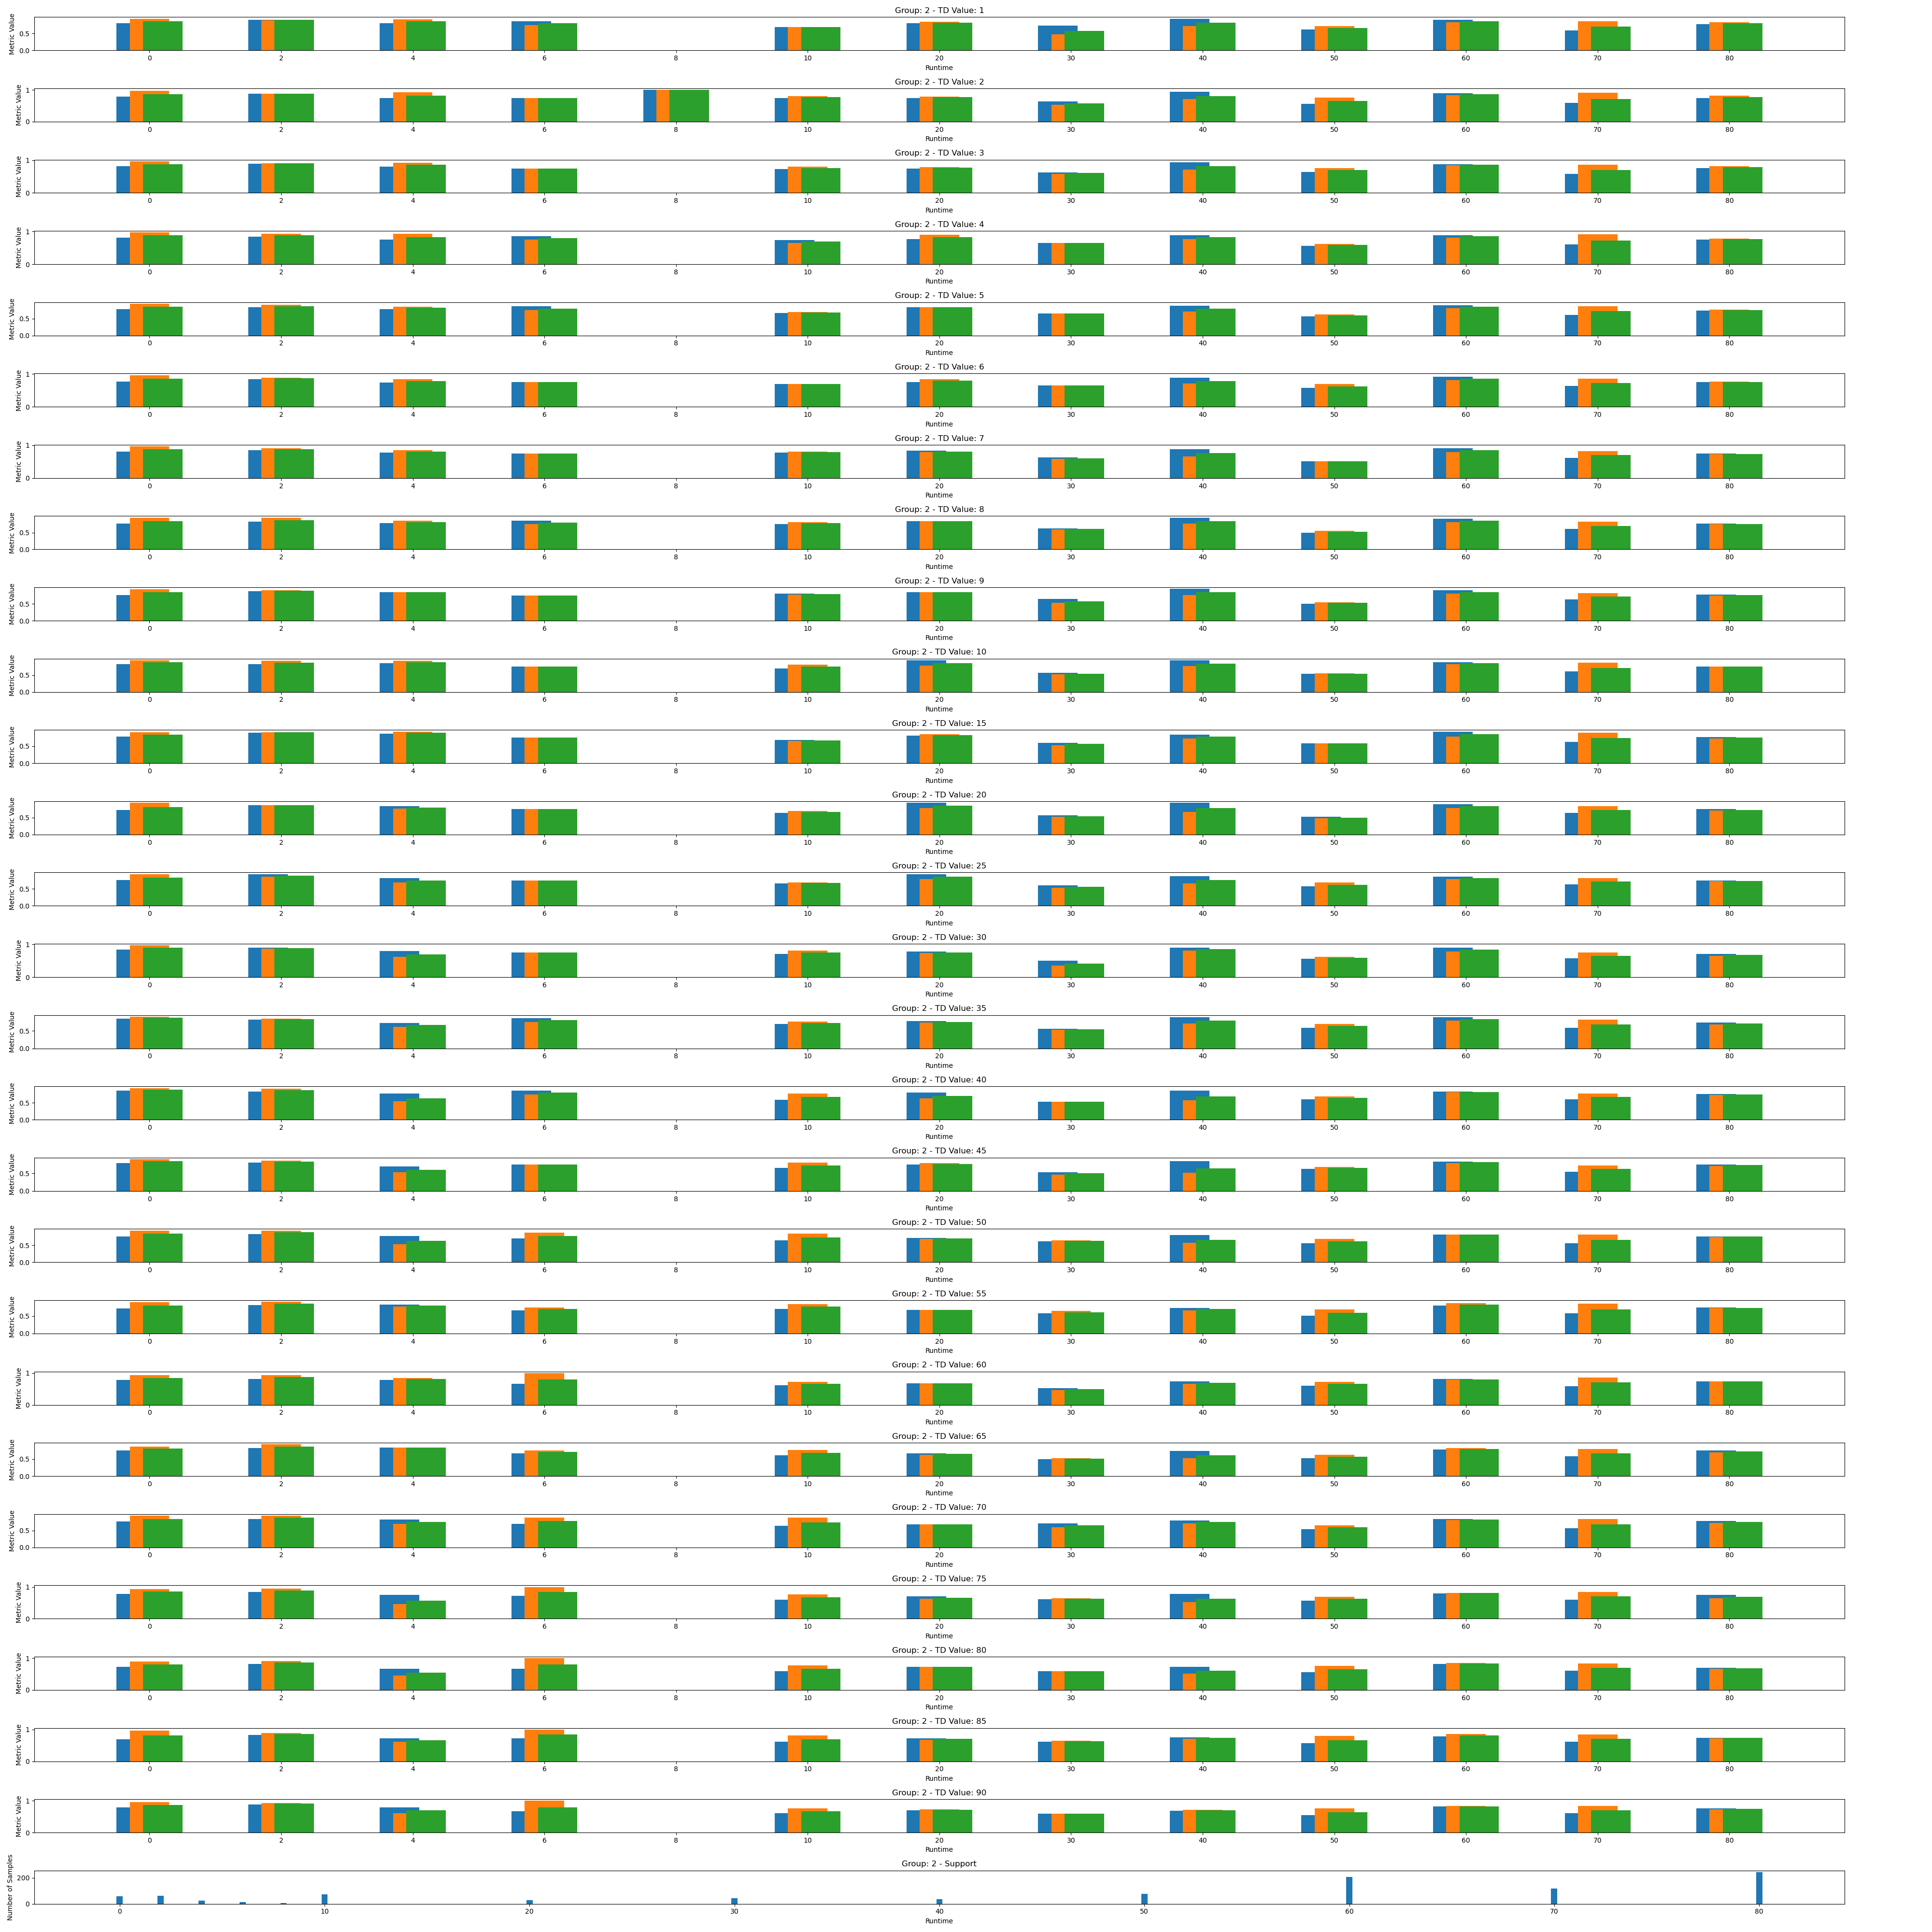 Group: 2 - TD Value: 1
Metric Value
0.5
0.0
0 2 4 6 8 10 20 30 40 50 60 70 80
Runtime
Group: 2 - TD Value: 2
Metric Value
1
0
0 2 4 6 8 10 20 30 40 50 60 70 80
Runtime
Group: 2 - TD Value: 3
Metric Value
1
0
0 2 4 6 8 10 20 30 40 50 60 70 80
Runtime
Group: 2 - TD Value: 4
Metric Value
1
0
0 2 4 6 8 10 20 30 40 50 60 70 80
Runtime
Group: 2 - TD Value: 5
Metric Value
0.5
0.0
0 2 4 6 8 10 20 30 40 50 60 70 80
Runtime
Group: 2 - TD Value: 6
Metric Value
1
0
0 2 4 6 8 10 20 30 40 50 60 70 80
Runtime
Group: 2 - TD Value: 7
Metric Value
1
0
0 2 4 6 8 10 20 30 40 50 60 70 80
Runtime
Group: 2 - TD Value: 8
Metric Value
0.5
0.0
0 2 4 6 8 10 20 30 40 50 60 70 80
Runtime
Group: 2 - TD Value: 9
Metric Value
0.5
0.0
0 2 4 6 8 10 20 30 40 50 60 70 80
Runtime
Group: 2 - TD Value: 10
Metric Value
0.5
0.0
0 2 4 6 8 10 20 30 40 50 60 70 80
Runtime
Group: 2 - TD Value: 15
Metric Value
0.5
0.0
0 2 4 6 8 10 20 30 40 50 60 70 80
Runtime
Group: 2 - TD Value: 20
Metric Value
0.5
0.0
0 2 4 6 8 10 20 30 40 50 60 70 80
Runtime
Group: 2 - TD Value: 25
Metric Value
0.5
0.0
0 2 4 6 8 10 20 30 40 50 60 70 80
Runtime
Group: 2 - TD Value: 30
Metric Value
1
0
0 2 4 6 8 10 20 30 40 50 60 70 80
Runtime
Group: 2 - TD Value: 35
Metric Value
0.5
0.0
0 2 4 6 8 10 20 30 40 50 60 70 80
Runtime
Group: 2 - TD Value: 40
Metric Value
0.5
0.0
0 2 4 6 8 10 20 30 40 50 60 70 80
Runtime
Group: 2 - TD Value: 45
Metric Value
0.5
0.0
0 2 4 6 8 10 20 30 40 50 60 70 80
Runtime
Group: 2 - TD Value: 50
Metric Value
0.5
0.0
0 2 4 6 8 10 20 30 40 50 60 70 80
Runtime
Group: 2 - TD Value: 55
Metric Value
0.5
0.0
0 2 4 6 8 10 20 30 40 50 60 70 80
Runtime
Group: 2 - TD Value: 60
Metric Value
1
0
0 2 4 6 8 10 20 30 40 50 60 70 80
Runtime
Group: 2 - TD Value: 65
Metric Value
0.5
0.0
0 2 4 6 8 10 20 30 40 50 60 70 80
Runtime
Group: 2 - TD Value: 70
Metric Value
0.5
0.0
0 2 4 6 8 10 20 30 40 50 60 70 80
Runtime
Group: 2 - TD Value: 75
Metric Value
1
0
0 2 4 6 8 10 20 30 40 50 60 70 80
Runtime
Group: 2 - TD Value: 80
Metric Value
1
0
0 2 4 6 8 10 20 30 40 50 60 70 80
Runtime
Group: 2 - TD Value: 85
Metric Value
1
0
0 2 4 6 8 10 20 30 40 50 60 70 80
Runtime
Group: 2 - TD Value: 90
Metric Value
1
0
0 2 4 6 8 10 20 30 40 50 60 70 80
Runtime
Group: 2 - Support
Number of Samples
200
0
0 10 20 30 40 50 60 70 80
Runtime